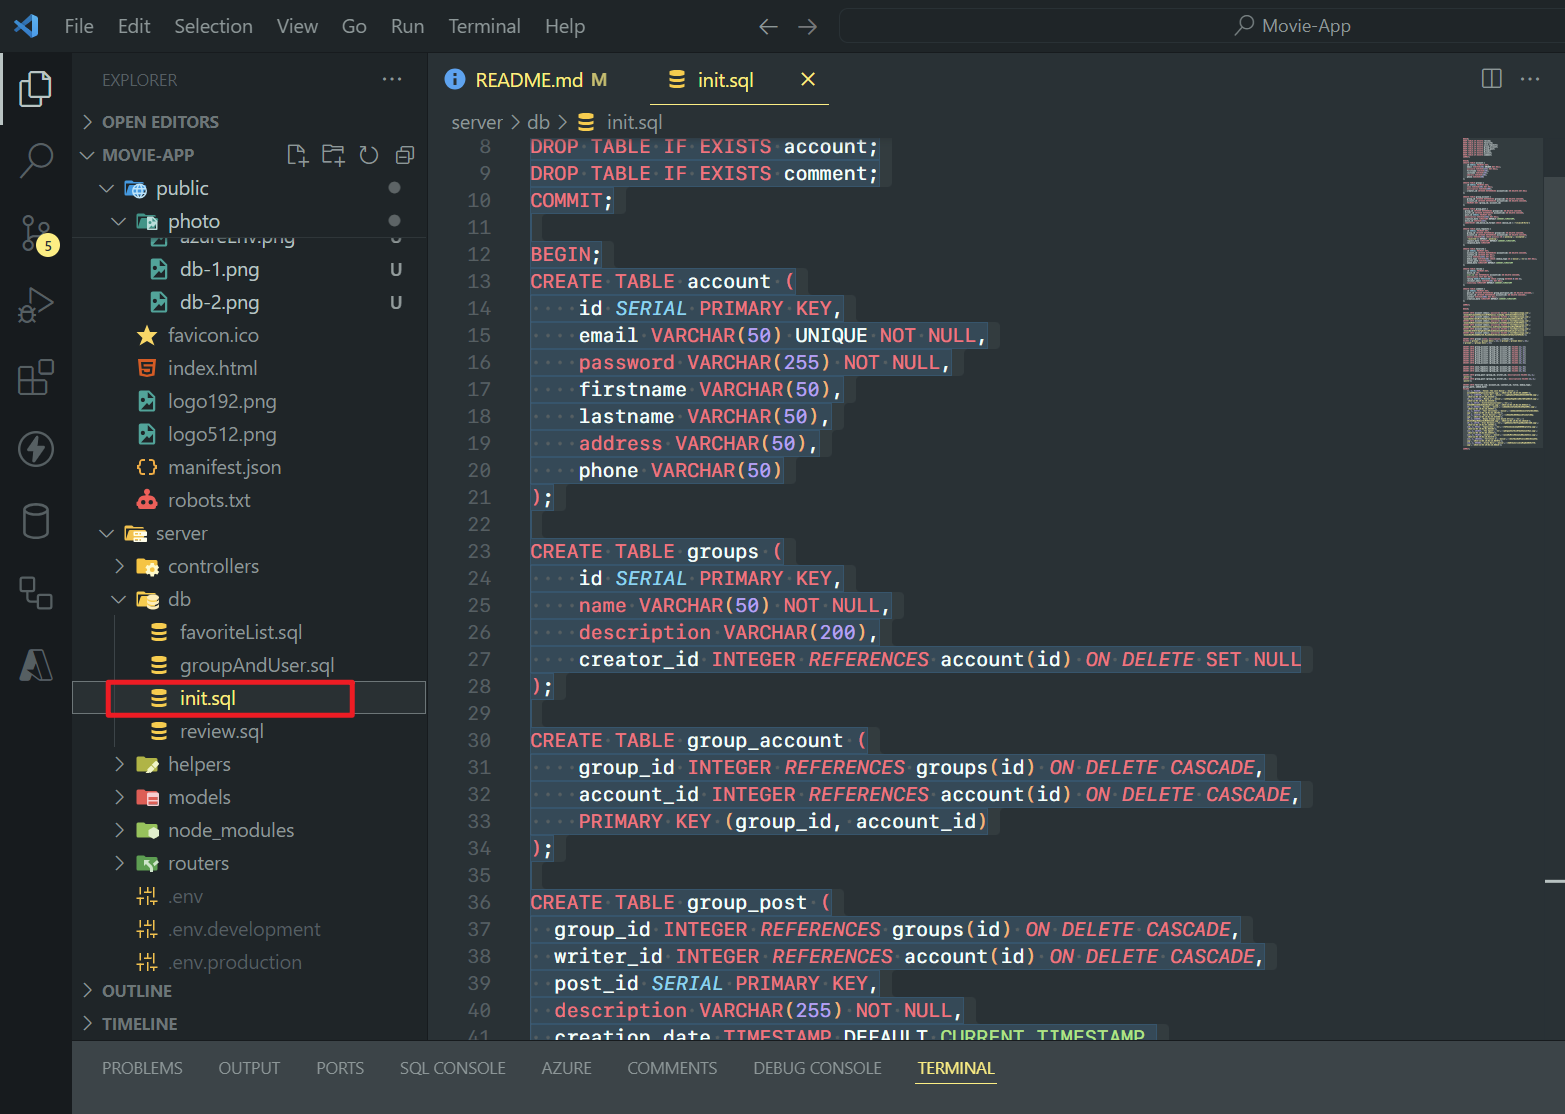 File Edit Selection View Go Run Terminal Help
Movie-App
EXPLORER
OPEN EDITORS
MOVIE-APP
public
photo
azureEnv.png U
db-1.png U
db-2.png U
favicon.ico
index.html
logo192.png
logo512.png
manifest.json
robots.txt
server
controllers
db
favoriteList.sql
groupAndUser.sql
init.sql
review.sql
helpers
models
node_modules
routers
.env
.env.development
.env.production
OUTLINE
TIMELINE
5
README.md M
init.sql
server > db > init.sql
8 DROP TABLE IF EXISTS account;
9 DROP TABLE IF EXISTS comment;
10 COMMIT;
11
12 BEGIN;
13 CREATE TABLE account (
14 id SERIAL PRIMARY KEY,
15 email VARCHAR(50) UNIQUE NOT NULL,
16 password VARCHAR(255) NOT NULL,
17 firstname VARCHAR(50),
18 lastname VARCHAR(50),
19 address VARCHAR(50),
20 phone VARCHAR(50)
21 );
22
23 CREATE TABLE groups (
24 id SERIAL PRIMARY KEY,
25 name VARCHAR(50) NOT NULL,
26 description VARCHAR(200),
27 creator_id INTEGER REFERENCES account(id) ON DELETE SET NULL
28 );
29
30 CREATE TABLE group_account (
31 group_id INTEGER REFERENCES groups(id) ON DELETE CASCADE,
32 account_id INTEGER REFERENCES account(id) ON DELETE CASCADE,
33 PRIMARY KEY (group_id, account_id)
34 );
35
36 CREATE TABLE group_post (
37 group_id INTEGER REFERENCES groups(id) ON DELETE CASCADE,
38 writer_id INTEGER REFERENCES account(id) ON DELETE CASCADE,
39 post_id SERIAL PRIMARY KEY,
40 description VARCHAR(255) NOT NULL,
41 creation_date TIMESTAMP DEFAULT CURRENT_TIMESTAMP
PROBLEMS OUTPUT PORTS SQL CONSOLE AZURE COMMENTS DEBUG CONSOLE TERMINAL